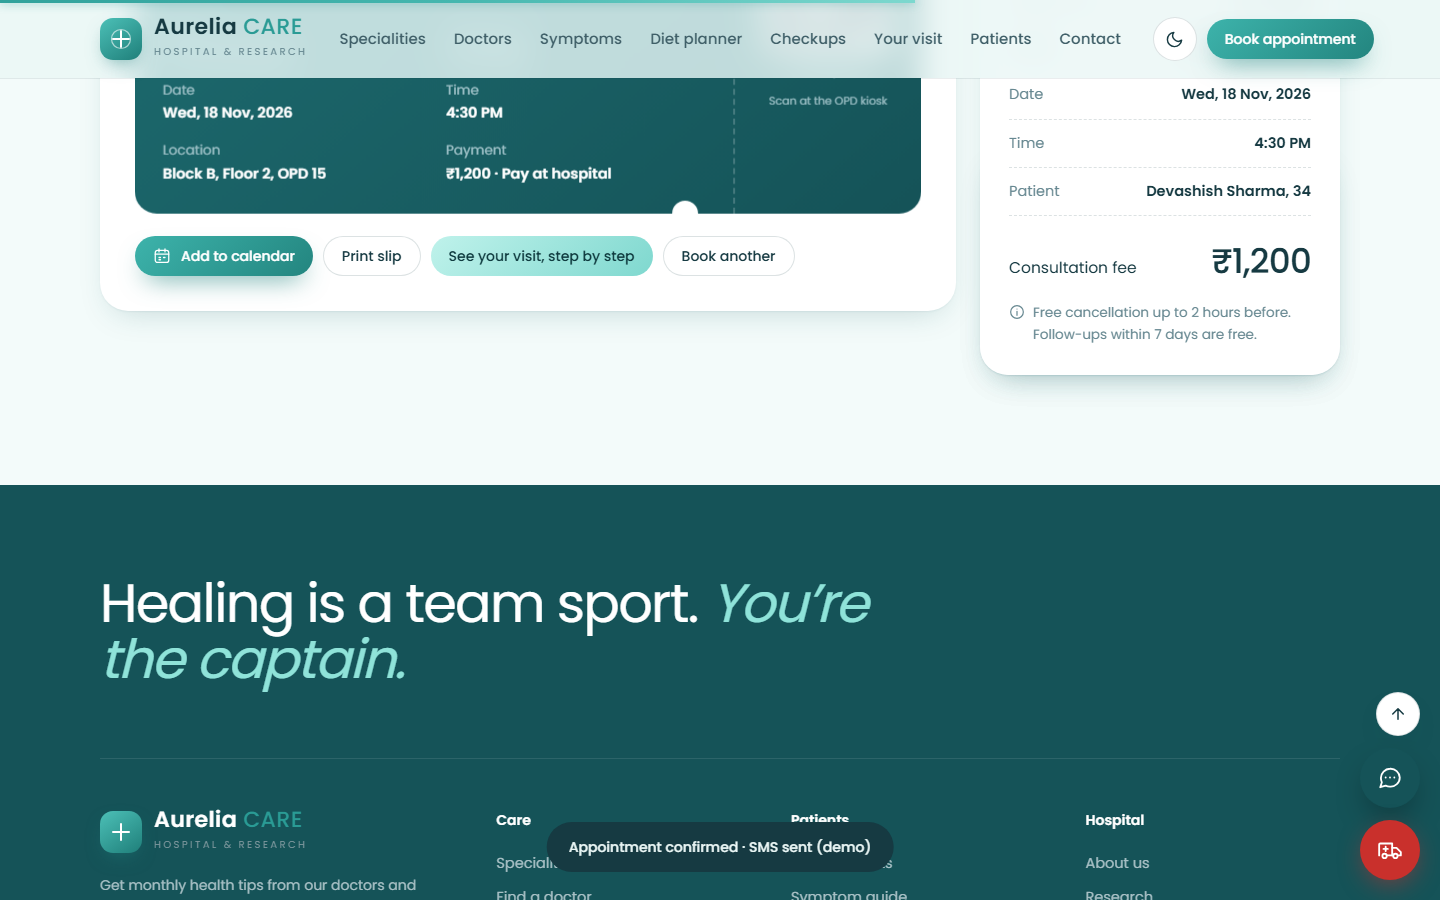 Aurelia CARE
HOSPITAL & RESEARCH
Specialities
Doctors
Symptoms
Diet planner
Checkups
Your visit
Patients
Contact
Book appointment
Date
Wed, 18 Nov, 2026
Time
4:30 PM
Scan at the OPD kiosk
Location
Block B, Floor 2, OPD 15
Payment
₹1,200 · Pay at hospital
Add to calendar
Print slip
See your visit, step by step
Book another
Date
Wed, 18 Nov, 2026
Time
4:30 PM
Patient
Devashish Sharma, 34
Consultation fee
₹1,200
Free cancellation up to 2 hours before.
Follow-ups within 7 days are free.
Healing is a team sport. You’re
the captain.
Aurelia CARE
HOSPITAL & RESEARCH
Get monthly health tips from our doctors and
Care
Find a doctor
Patients
Symptom guide
Hospital
About us
Research
Appointment confirmed · SMS sent (demo)